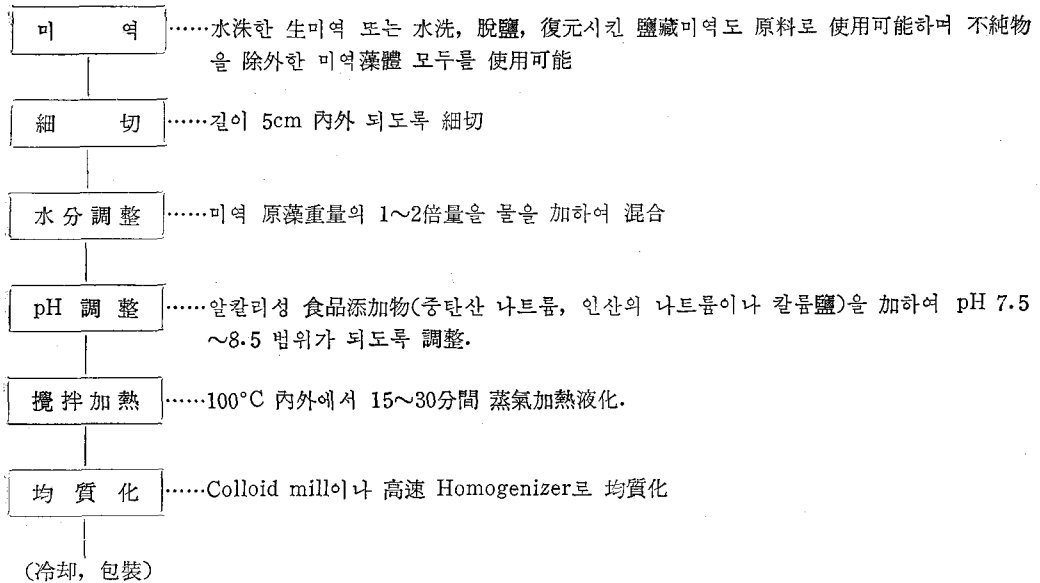 미 역 ……水洗한 生미역 또는 水洗, 脫鹽, 復元시킨 鹽藏미역도 原料로 使用可能하며 不純物
을 除外한 미역藻體 모두를 使用可能
細 切 ……길이 5cm 內外 되도록 細切
水分調整 ……미역 原藻重量의 1~2倍量을 물을 加하여 混合
pH 調 整 ……알칼리성 食品添加物(중탄산 나트륨, 인산의 나트륨이나 칼륨鹽)을 加하여 pH 7.5
~8.5 범위가 되도록 調整.
攪拌加熱 ……100°C 內外에서 15~30分間 蒸氣加熱液化.
均 質 化 ……Colloid mill이나 高速 Homogenizer로 均質化
(冷却, 包裝)